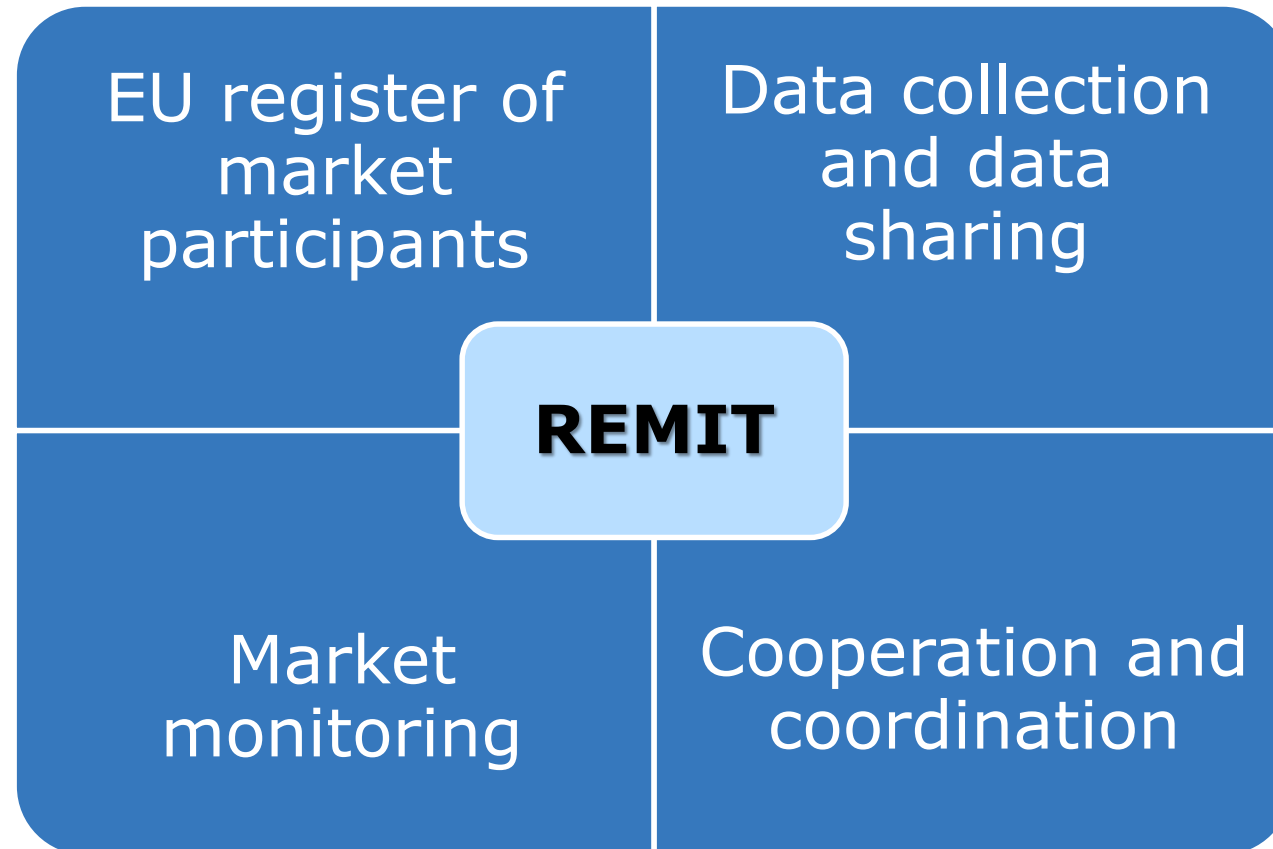 EU register of
market
participants
Data collection
and data
sharing
REMIT
Market
monitoring
Cooperation and
coordination